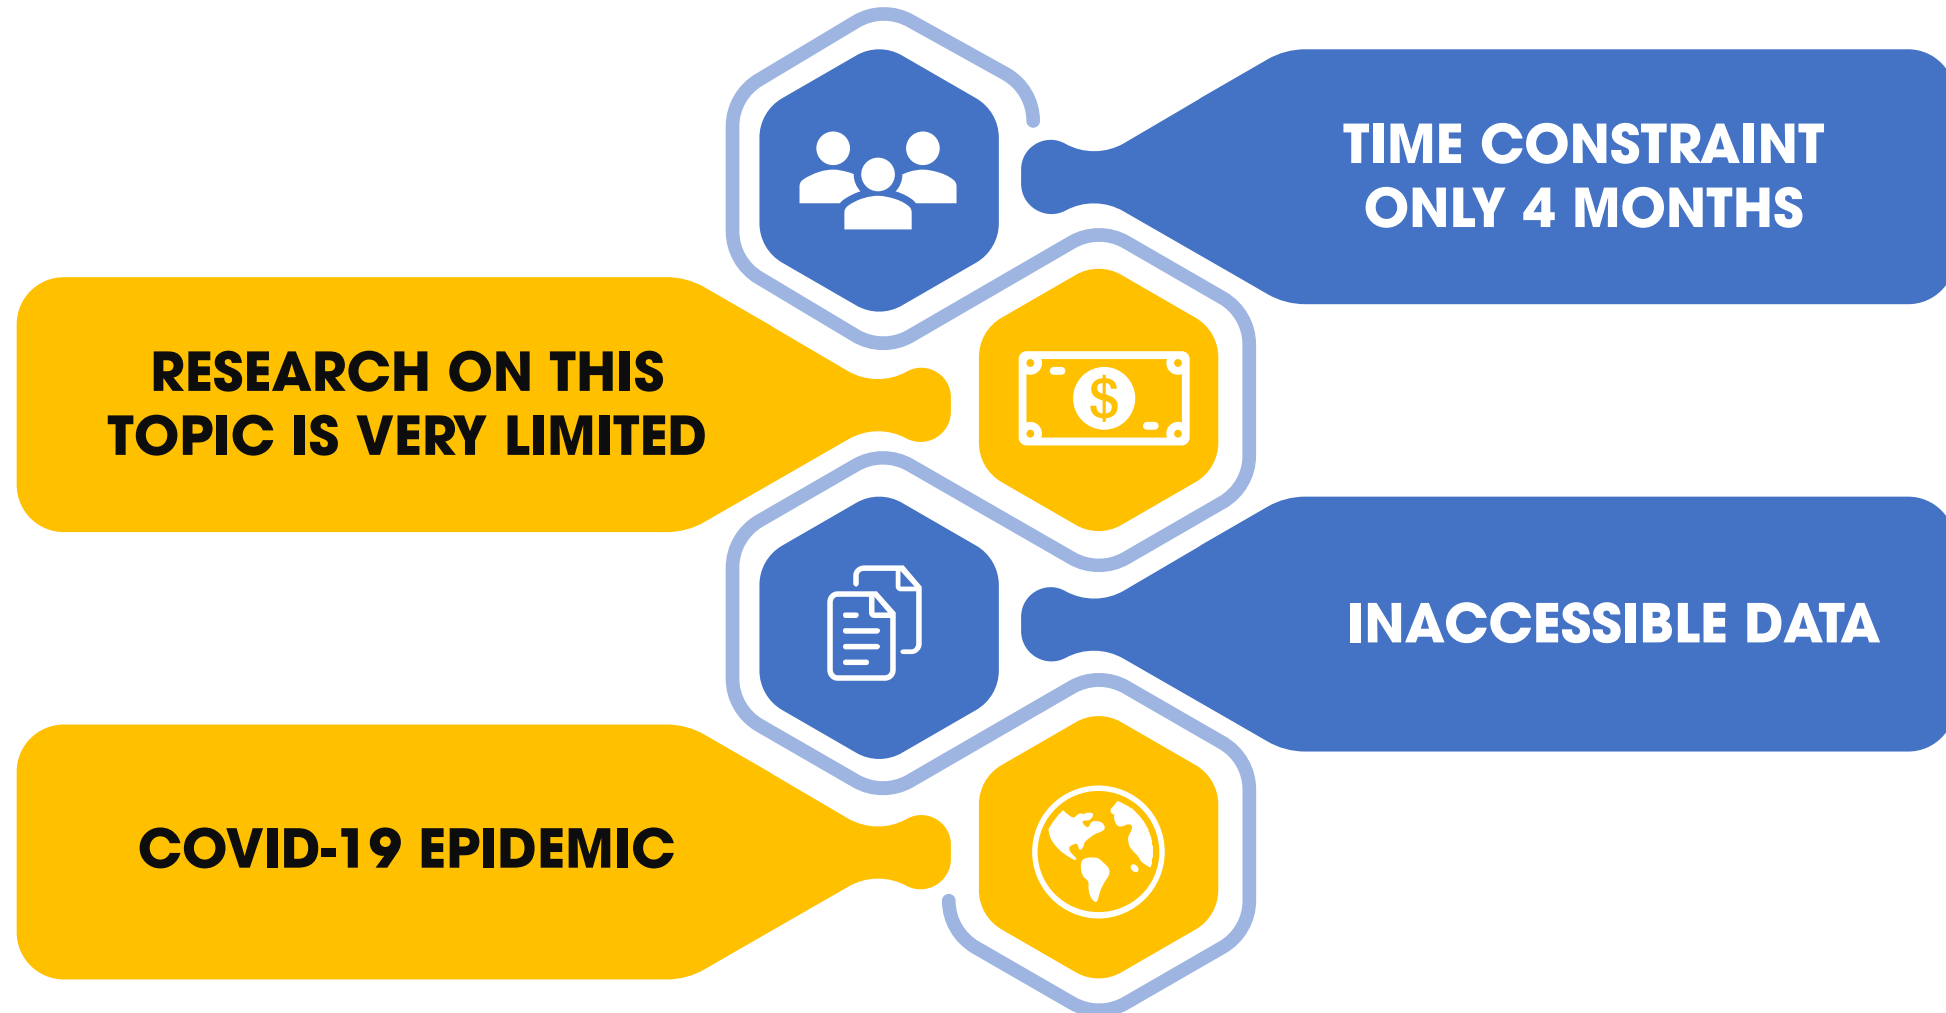 TIME CONSTRAINT
ONLY 4 MONTHS
RESEARCH ON THIS
TOPIC IS VERY LIMITED
$
INACCESSIBLE DATA
COVID-19 EPIDEMIC